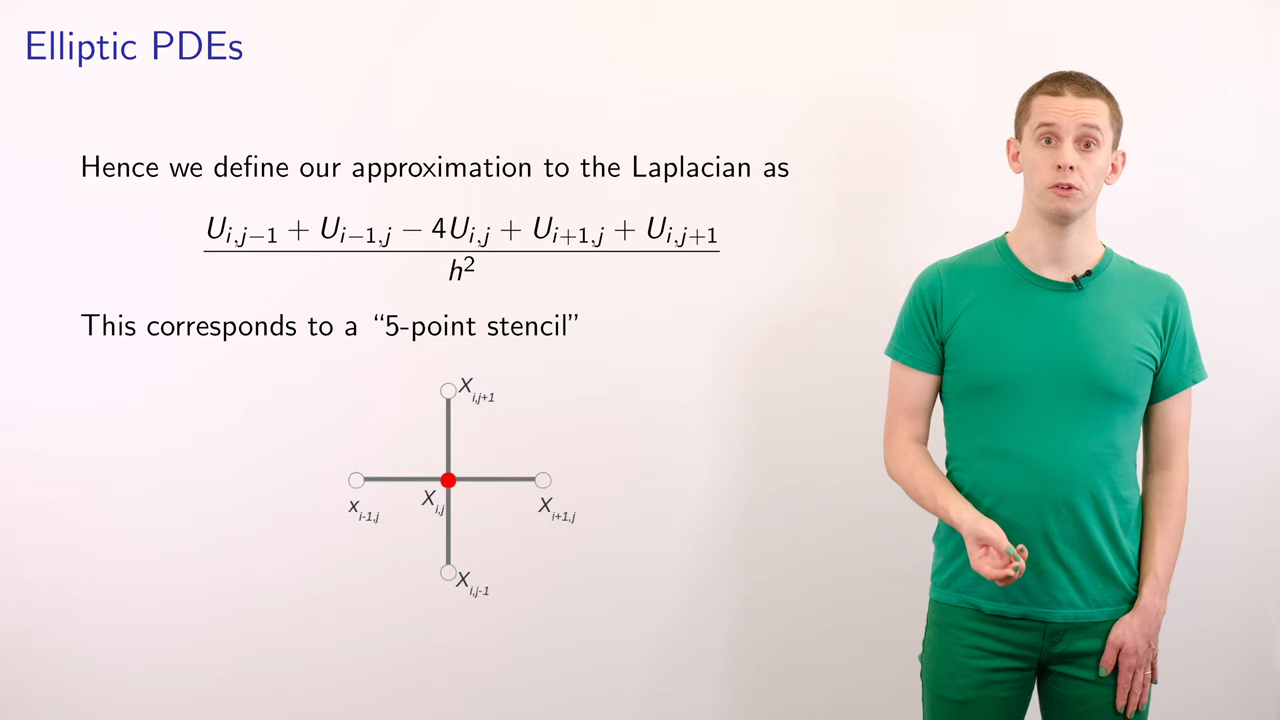 Elliptic PDEs
Hence we define our approximation to the Laplacian as
U_{i,j−1} + U_{i−1,j} − 4U_{i,j} + U_{i+1,j} + U_{i,j+1}
h²
This corresponds to a “5-point stencil”
X_{i,j+1}
x_{i-1,j} X_{i,j} X_{i+1,j}
X_{i,j-1}